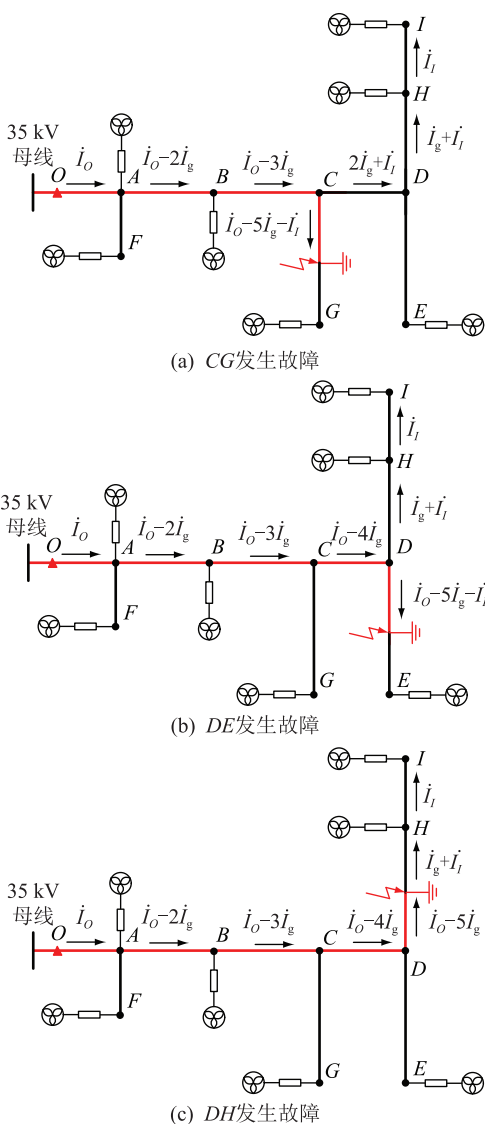 I
İ_I
H
35 kV
母线
İ_g+İ_I
O İ_O A İ_O−2İ_g B İ_O−3İ_g C 2İ_g+İ_I D
İ_O−5İ_g−İ_I
F
G E
(a) CG发生故障
I
İ_I
H
35 kV
母线
İ_g+İ_I
O İ_O A İ_O−2İ_g B İ_O−3İ_g C İ_O−4İ_g D
İ_O−5İ_g−İ_I
F
G E
(b) DE发生故障
I
İ_I
H
İ_g+İ_I
35 kV
母线
O İ_O A İ_O−2İ_g B İ_O−3İ_g C İ_O−4İ_g İ_O−5İ_g
D
F
G E
(c) DH发生故障